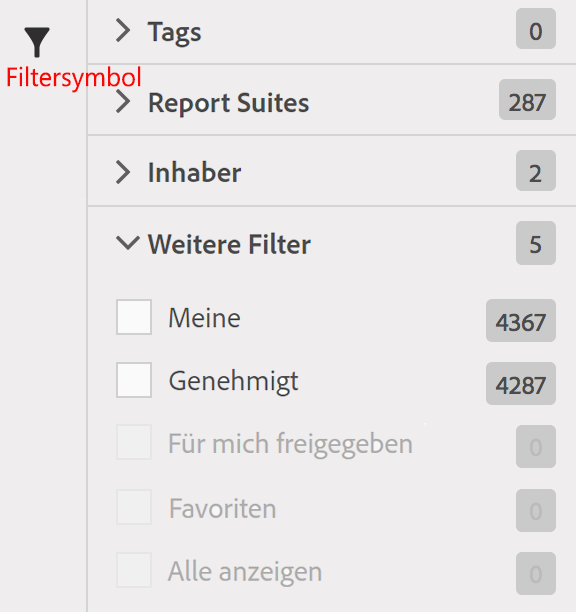 Tags 0
Filtersymbol
Report Suites 287
Inhaber 2
Weitere Filter 5
Meine 4367
Genehmigt 4287
Für mich freigegeben 0
Favoriten 0
Alle anzeigen 0